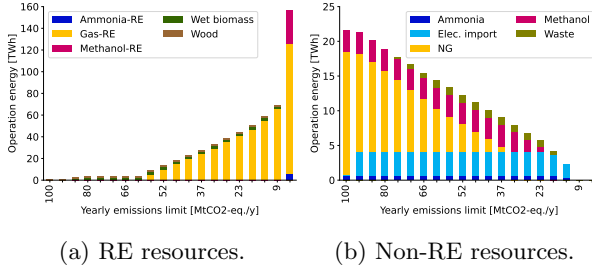 160
140
120
100
80
60
40
20
0
Operation energy [TWh]
Ammonia-RE
Gas-RE
Methanol-RE
Wet biomass
Wood
100
80
66
52
37
23
9
Yearly emissions limit [MtCO2-eq./y]
(a) RE resources.
25
20
15
10
5
0
Operation energy [TWh]
Ammonia
Elec. import
NG
Methanol
Waste
100
80
66
52
37
23
9
Yearly emissions limit [MtCO2-eq./y]
(b) Non-RE resources.